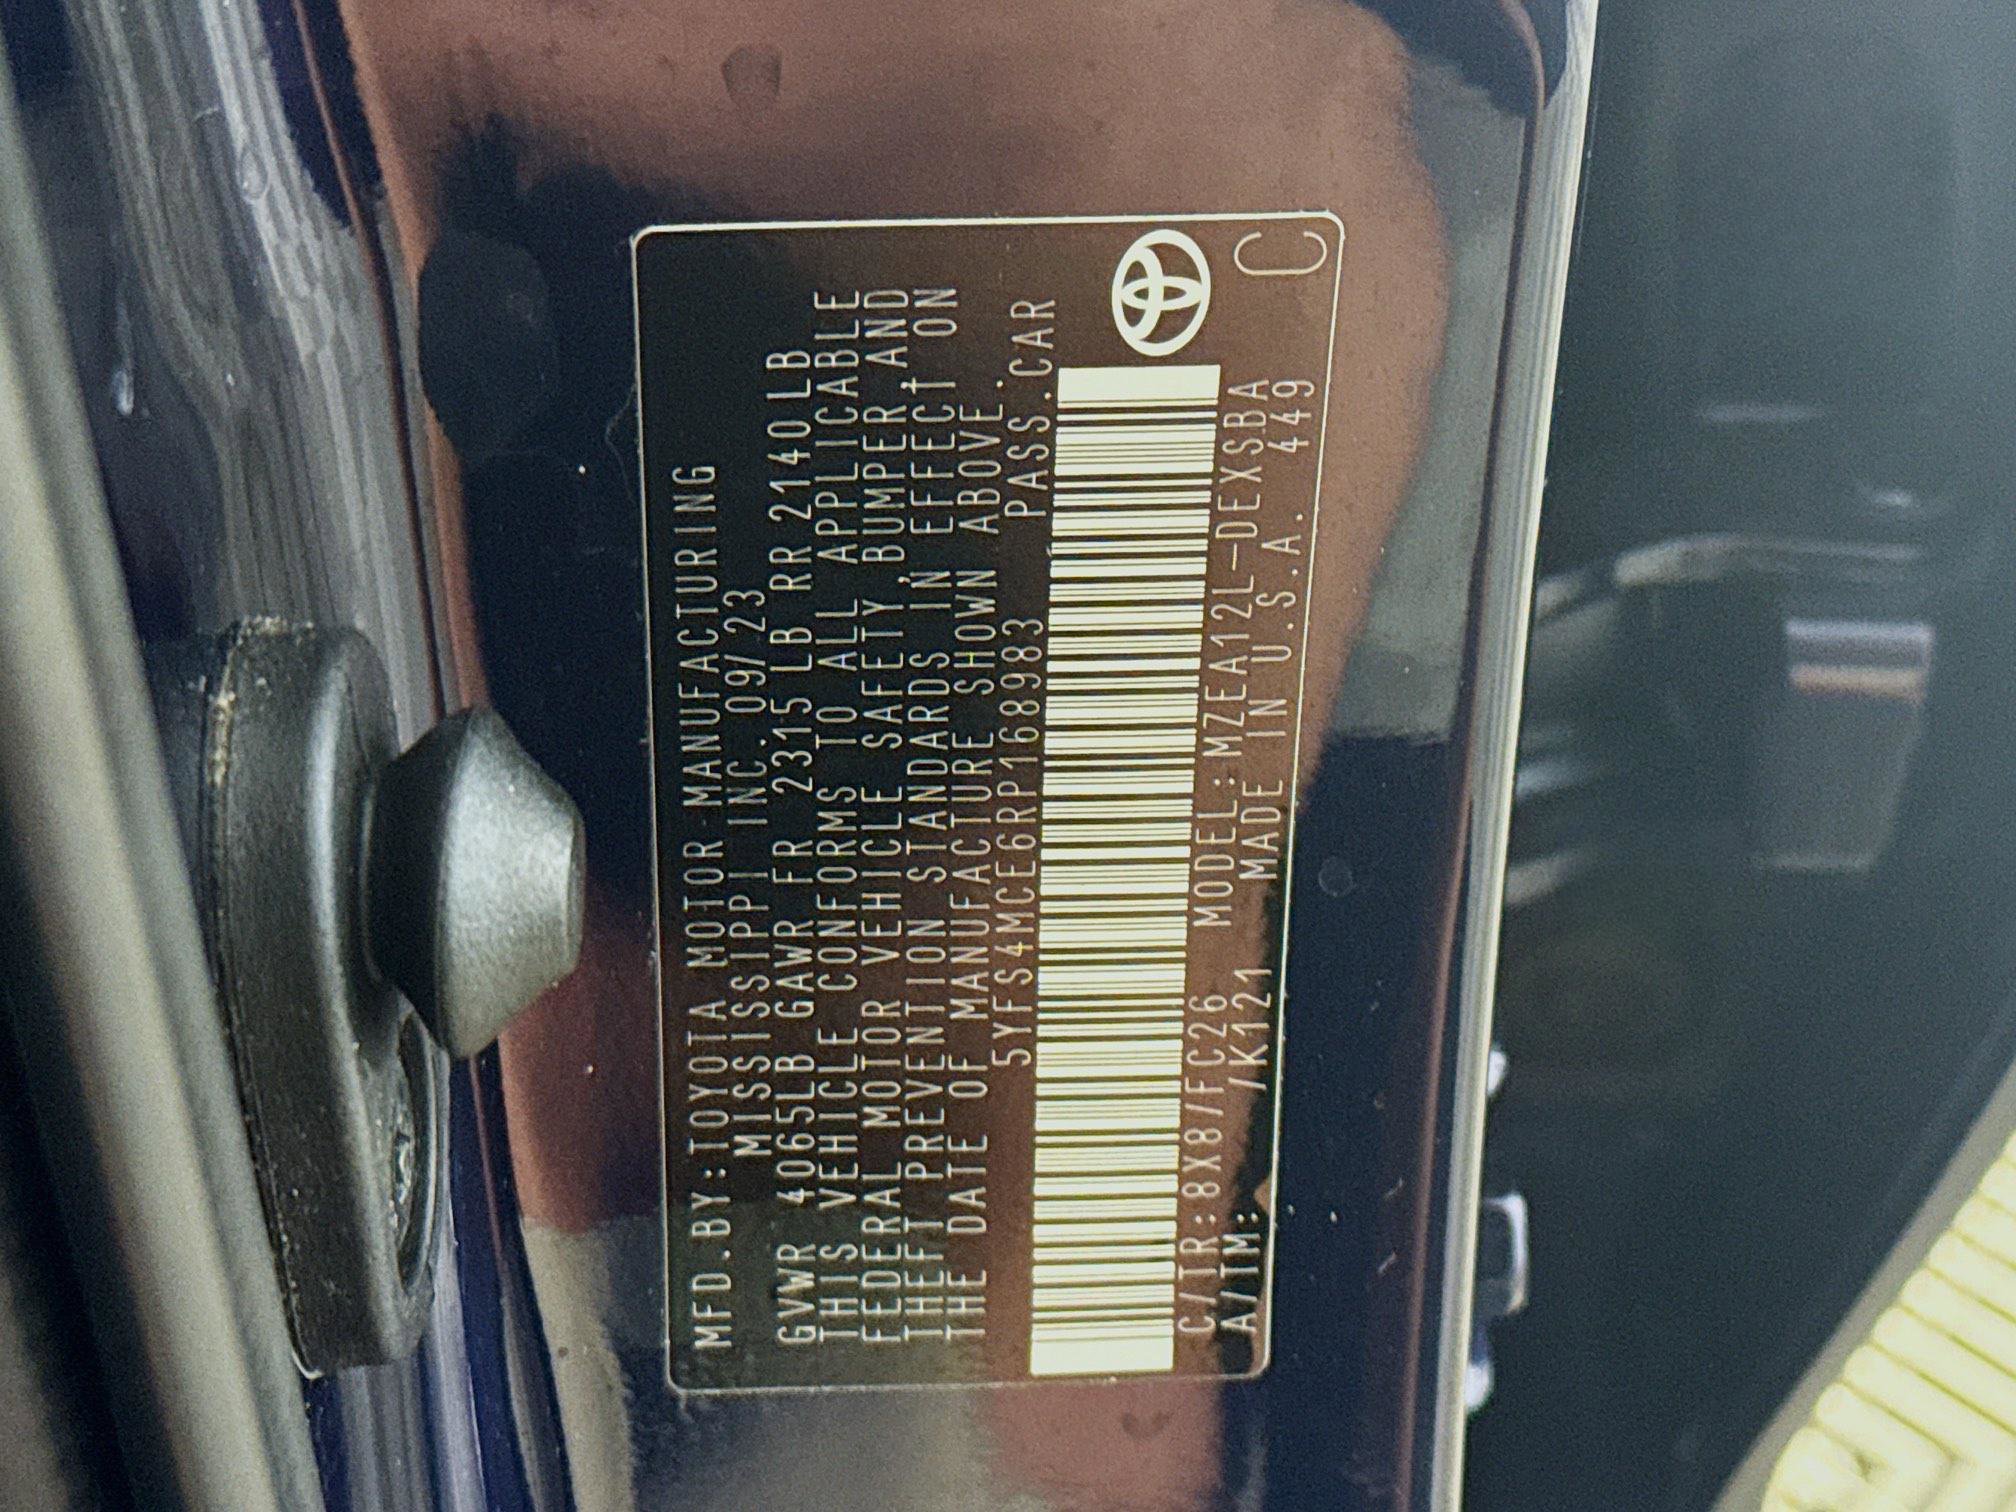 MFD.BY:TOYOTA MOTOR MANUFACTURING
MISSISSIPPI INC. 09/23
GVWR 4065LB GAWR FR 2315LB RR 2140LB
THIS VEHICLE CONFORMS TO ALL APPLICABLE
FEDERAL MOTOR VEHICLE SAFETY, BUMPER, AND
THEFT PREVENTION STANDARDS IN EFFECT ON
THE DATE OF MANUFACTURE SHOWN ABOVE.
5YFS4MCE6RP168983 PASS.CAR
C/TR:8X8/FC26 MODEL:MZEA12L-DEXSBA
A/TM: /K121 MADE IN U.S.A. 449
C